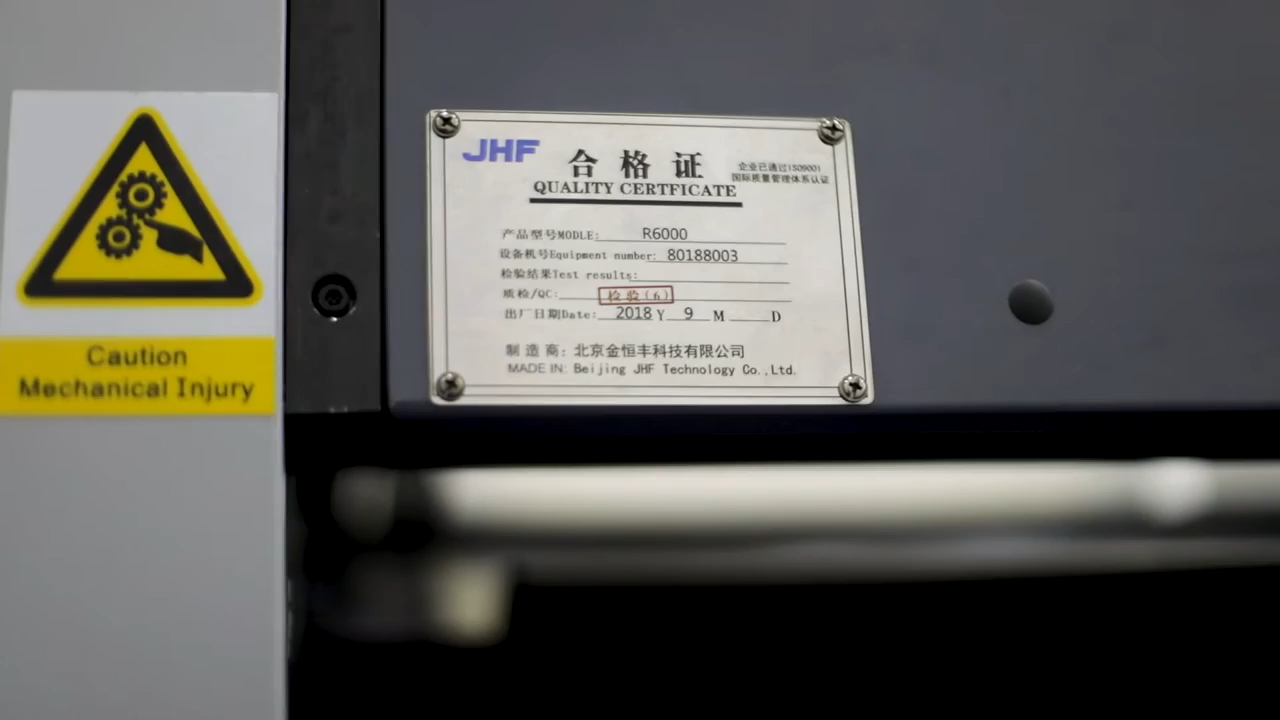 Caution
Mechanical Injury
JHF
合格证
QUALITY CERTFICATE
企业已通过ISO9001
国际质量管理体系认证
产品型号MODLE: R6000
设备机号Equipment number: 80188003
检验结果Test results:
质检/QC: 检验(6)
出厂日期Date: 2018 Y 9 M D
制造商: 北京金恒丰科技有限公司
MADE IN: Beijing JHF Technology Co.,Ltd.